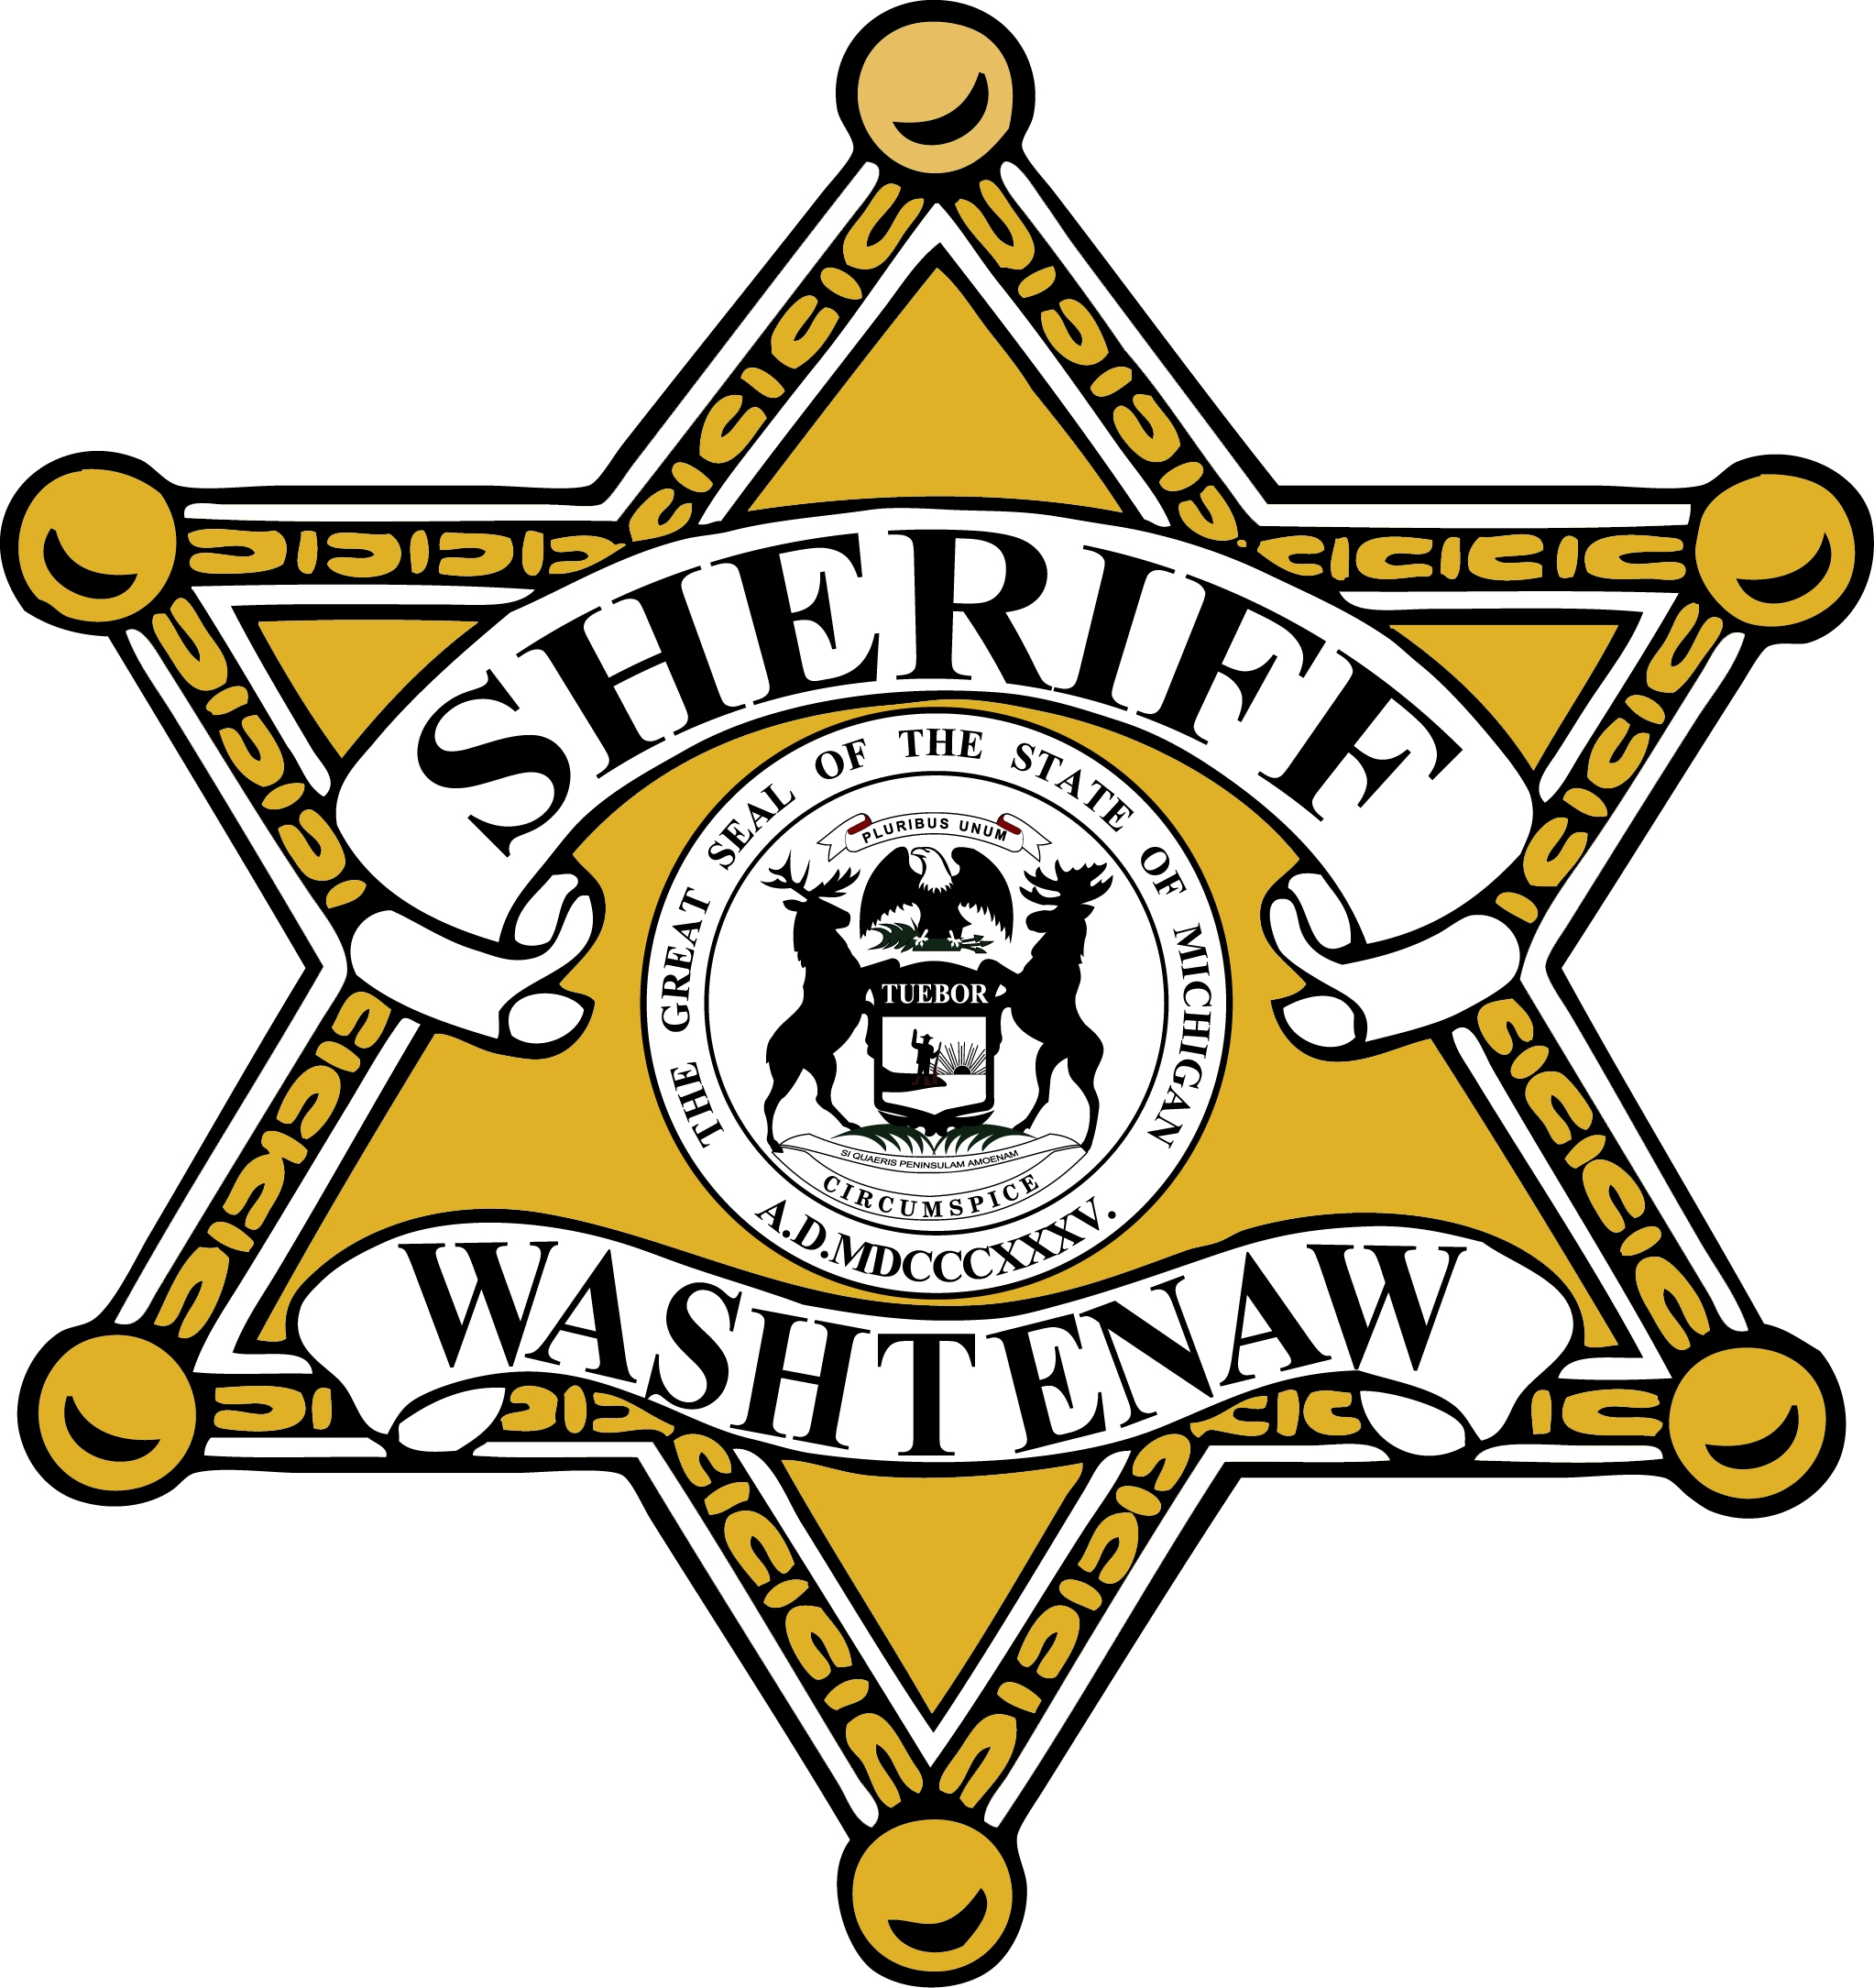 SHERIFF
THE GREAT SEAL OF THE STATE OF MICHIGAN
PLURIBUS UNUM
TUEBOR
SI QUAERIS PENINSULAM AMOENAM
CIRCUMSPICE
A.D.MDCCCXXXV.
WASHTENAW